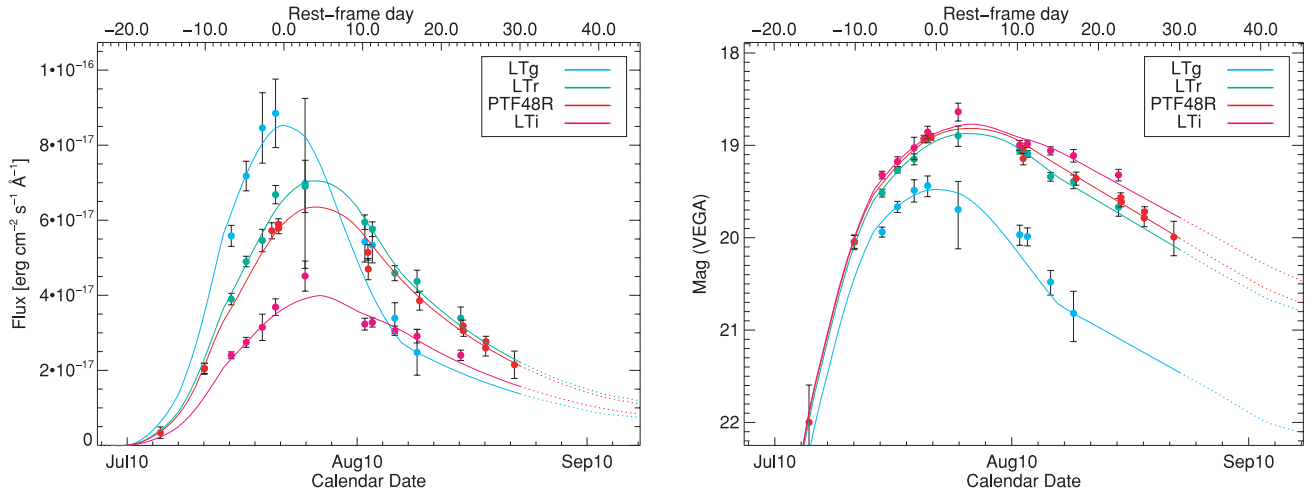 Rest-frame day
-20.0 -10.0 0.0 10.0 20.0 30.0 40.0
1•10⁻¹⁶
8•10⁻¹⁷
6•10⁻¹⁷
4•10⁻¹⁷
2•10⁻¹⁷
0
Flux [erg cm⁻² s⁻¹ Å⁻¹]
LTg
LTr
PTF48R
LTi
Jul10 Aug10 Sep10
Calendar Date
Rest-frame day
-20.0 -10.0 0.0 10.0 20.0 30.0 40.0
18
19
20
21
22
Mag (VEGA)
LTg
LTr
PTF48R
LTi
Jul10 Aug10 Sep10
Calendar Date